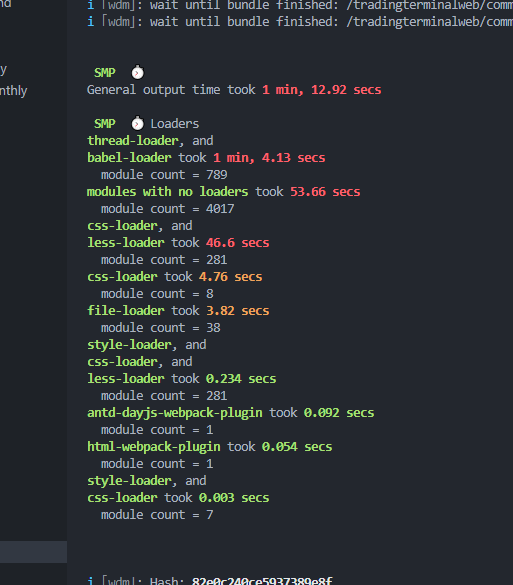 nd
i ｢wdm｣: wait until bundle finished: /tradingterminalweb/comm
i ｢wdm｣: wait until bundle finished: /tradingterminalweb/comm
SMP ⏱
y
General output time took 1 min, 12.92 secs
nthly
SMP ⏱ Loaders
thread-loader, and
babel-loader took 1 min, 4.13 secs
module count = 789
modules with no loaders took 53.66 secs
module count = 4017
css-loader, and
less-loader took 46.6 secs
module count = 281
css-loader took 4.76 secs
module count = 8
file-loader took 3.82 secs
module count = 38
style-loader, and
css-loader, and
less-loader took 0.234 secs
module count = 281
antd-dayjs-webpack-plugin took 0.092 secs
module count = 1
html-webpack-plugin took 0.054 secs
module count = 1
style-loader, and
css-loader took 0.003 secs
module count = 7
i ｢wdm｣: Hash: 82e0c240ce5937389e8f